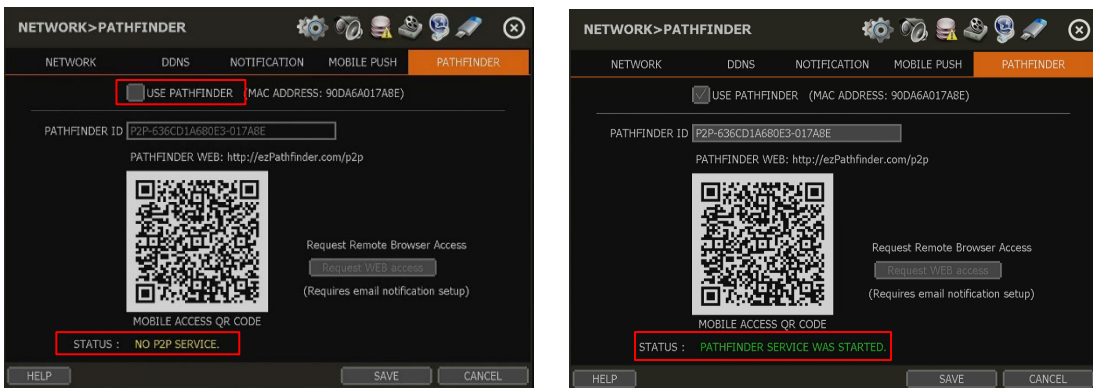 NETWORK>PATHFINDER
NETWORK DDNS NOTIFICATION MOBILE PUSH PATHFINDER
USE PATHFINDER (MAC ADDRESS: 90DA6A017A8E)
PATHFINDER ID P2P-636CD1A680E3-017A8E
PATHFINDER WEB: http://ezPathfinder.com/p2p
Request Remote Browser Access
Request WEB access
(Requires email notification setup)
MOBILE ACCESS QR CODE
STATUS : NO P2P SERVICE.
HELP SAVE CANCEL
NETWORK>PATHFINDER
NETWORK DDNS NOTIFICATION MOBILE PUSH PATHFINDER
USE PATHFINDER (MAC ADDRESS: 90DA6A017A8E)
PATHFINDER ID P2P-636CD1A680E3-017A8E
PATHFINDER WEB: http://ezPathfinder.com/p2p
Request Remote Browser Access
Request WEB access
(Requires email notification setup)
MOBILE ACCESS QR CODE
STATUS : PATHFINDER SERVICE WAS STARTED.
HELP SAVE CANCEL